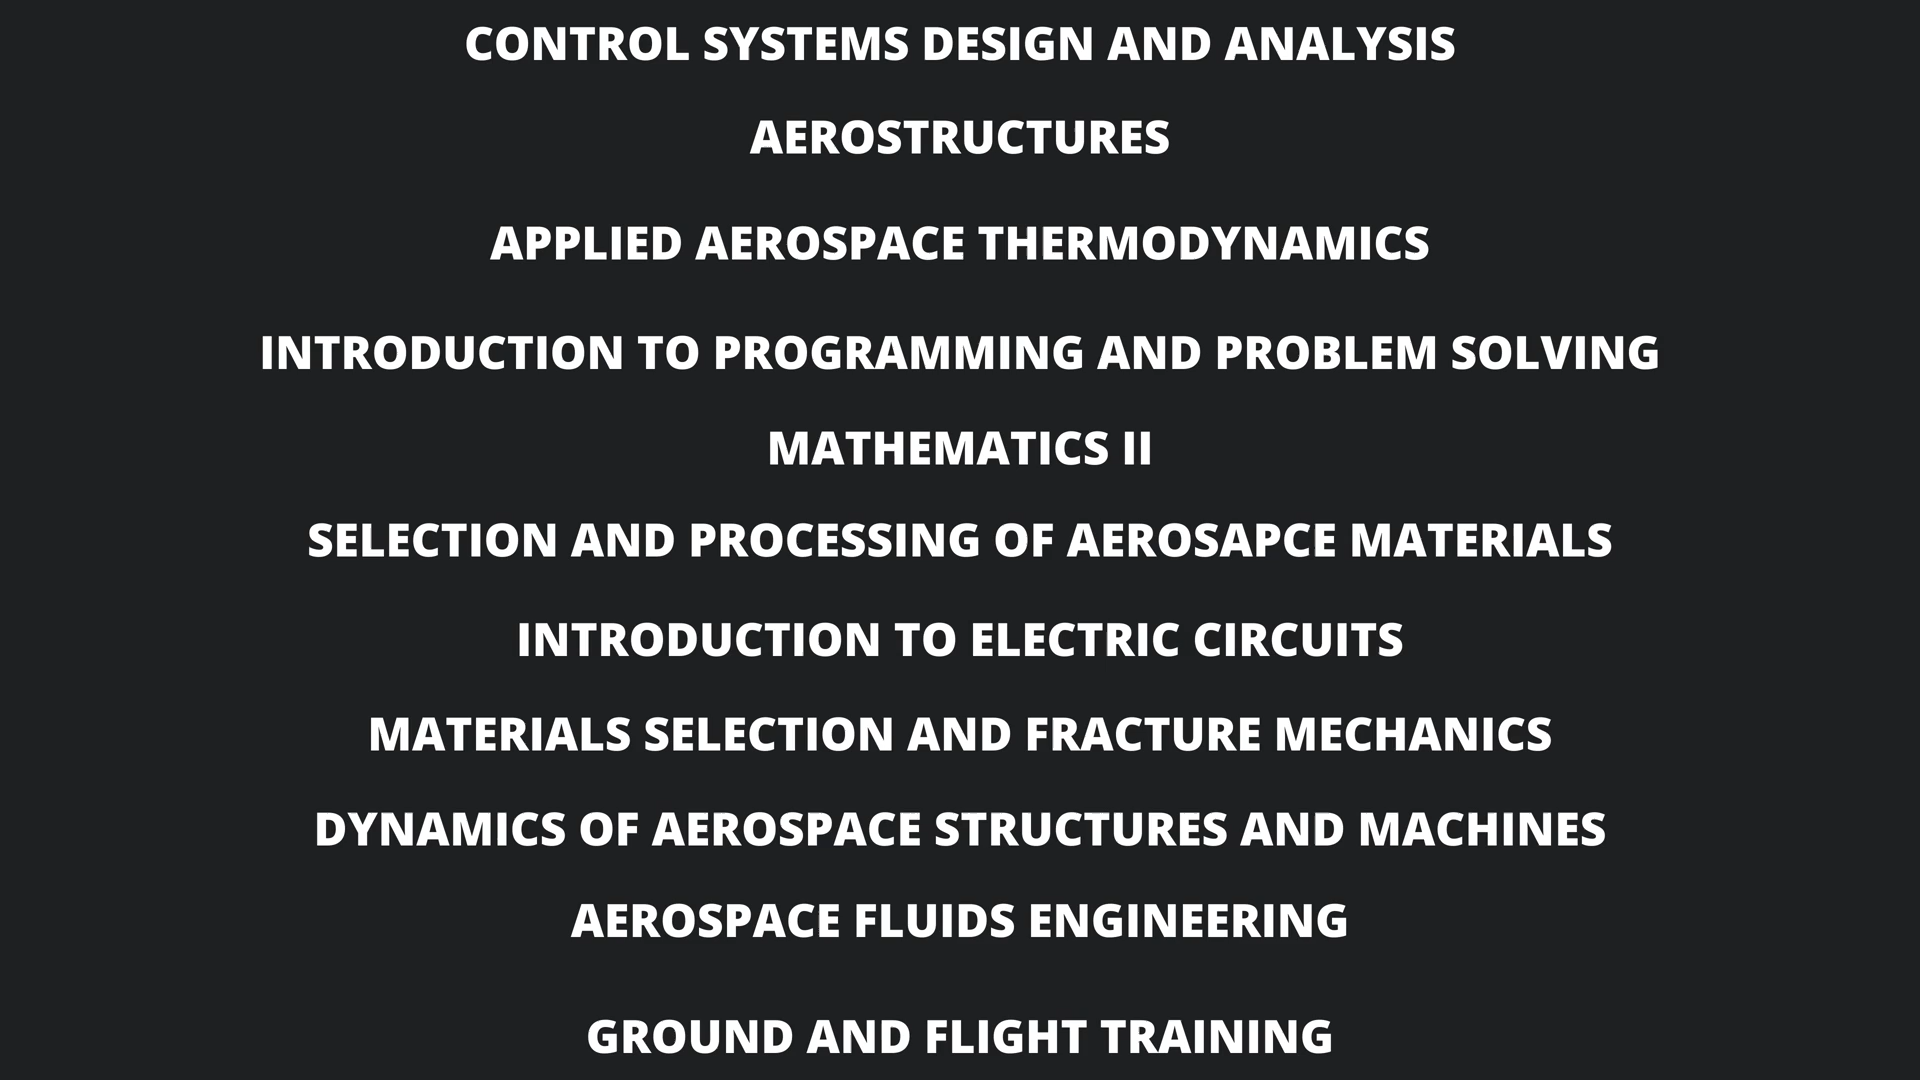 CONTROL SYSTEMS DESIGN AND ANALYSIS
AEROSTRUCTURES
APPLIED AEROSPACE THERMODYNAMICS
INTRODUCTION TO PROGRAMMING AND PROBLEM SOLVING
MATHEMATICS II
SELECTION AND PROCESSING OF AEROSAPCE MATERIALS
INTRODUCTION TO ELECTRIC CIRCUITS
MATERIALS SELECTION AND FRACTURE MECHANICS
DYNAMICS OF AEROSPACE STRUCTURES AND MACHINES
AEROSPACE FLUIDS ENGINEERING
GROUND AND FLIGHT TRAINING